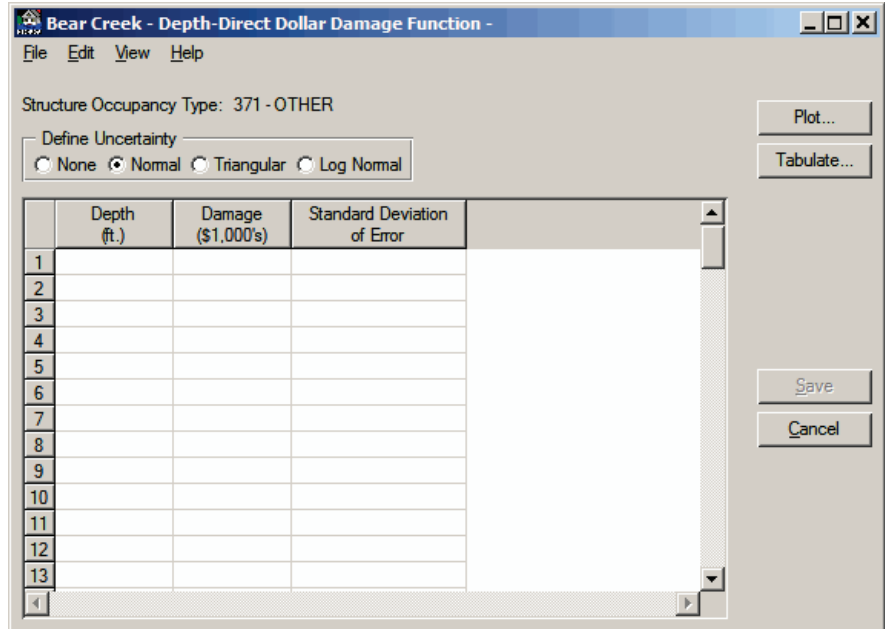 Bear Creek - Depth-Direct Dollar Damage Function -
File Edit View Help
Structure Occupancy Type: 371 - OTHER
Plot...
Define Uncertainty
None Normal Triangular Log Normal
Tabulate...
Depth (ft.)
Damage ($1,000's)
Standard Deviation of Error
1
2
3
4
5
6
7
8
9
10
11
12
13
Save
Cancel